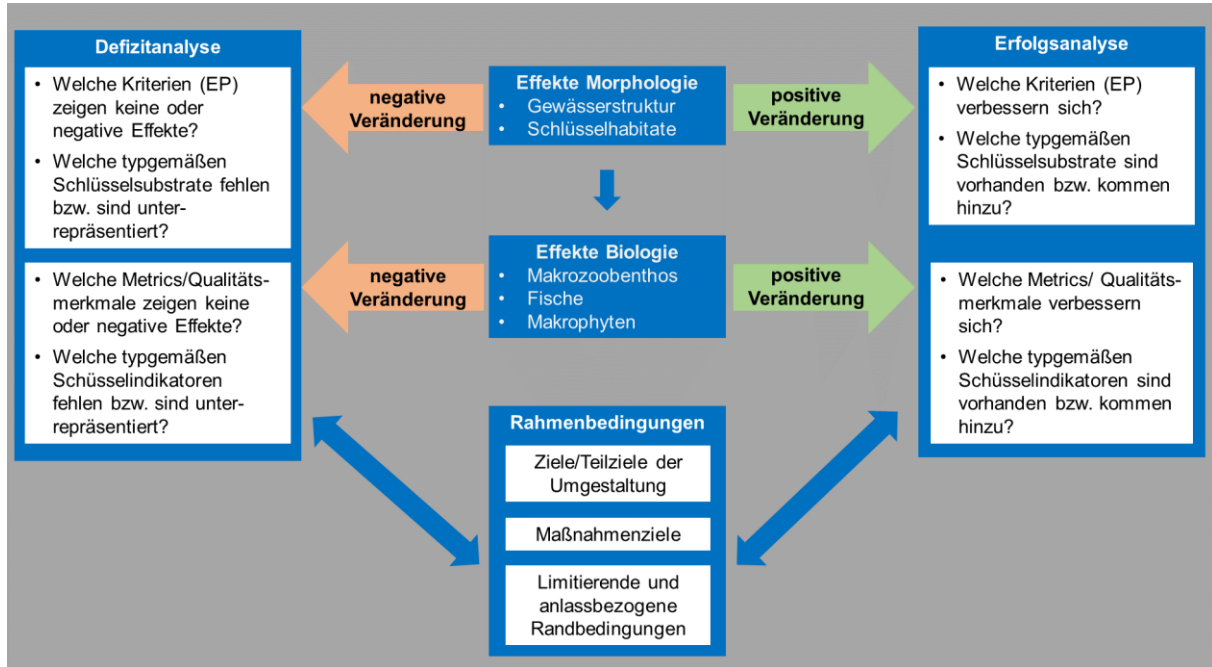 Defizitanalyse
• Welche Kriterien (EP)
zeigen keine oder
negative Effekte?
• Welche typgemäßen
Schlüsselsubstrate fehlen
bzw. sind unter-
repräsentiert?
• Welche Metrics/Qualitäts-
merkmale zeigen keine
oder negative Effekte?
• Welche typgemäßen
Schüsselindikatoren
fehlen bzw. sind unter-
repräsentiert?
negative
Veränderung
Effekte Morphologie
• Gewässerstruktur
• Schlüsselhabitate
positive
Veränderung
negative
Veränderung
Effekte Biologie
• Makrozoobenthos
• Fische
• Makrophyten
positive
Veränderung
Rahmenbedingungen
Ziele/Teilziele der
Umgestaltung
Maßnahmenziele
Limitierende und
anlassbezogene
Randbedingungen
Erfolgsanalyse
• Welche Kriterien (EP)
verbessern sich?
• Welche typgemäßen
Schlüsselsubstrate sind
vorhanden bzw. kommen
hinzu?
• Welche Metrics/ Qualitäts-
merkmale verbessern
sich?
• Welche typgemäßen
Schüsselindikatoren sind
vorhanden bzw. kommen
hinzu?